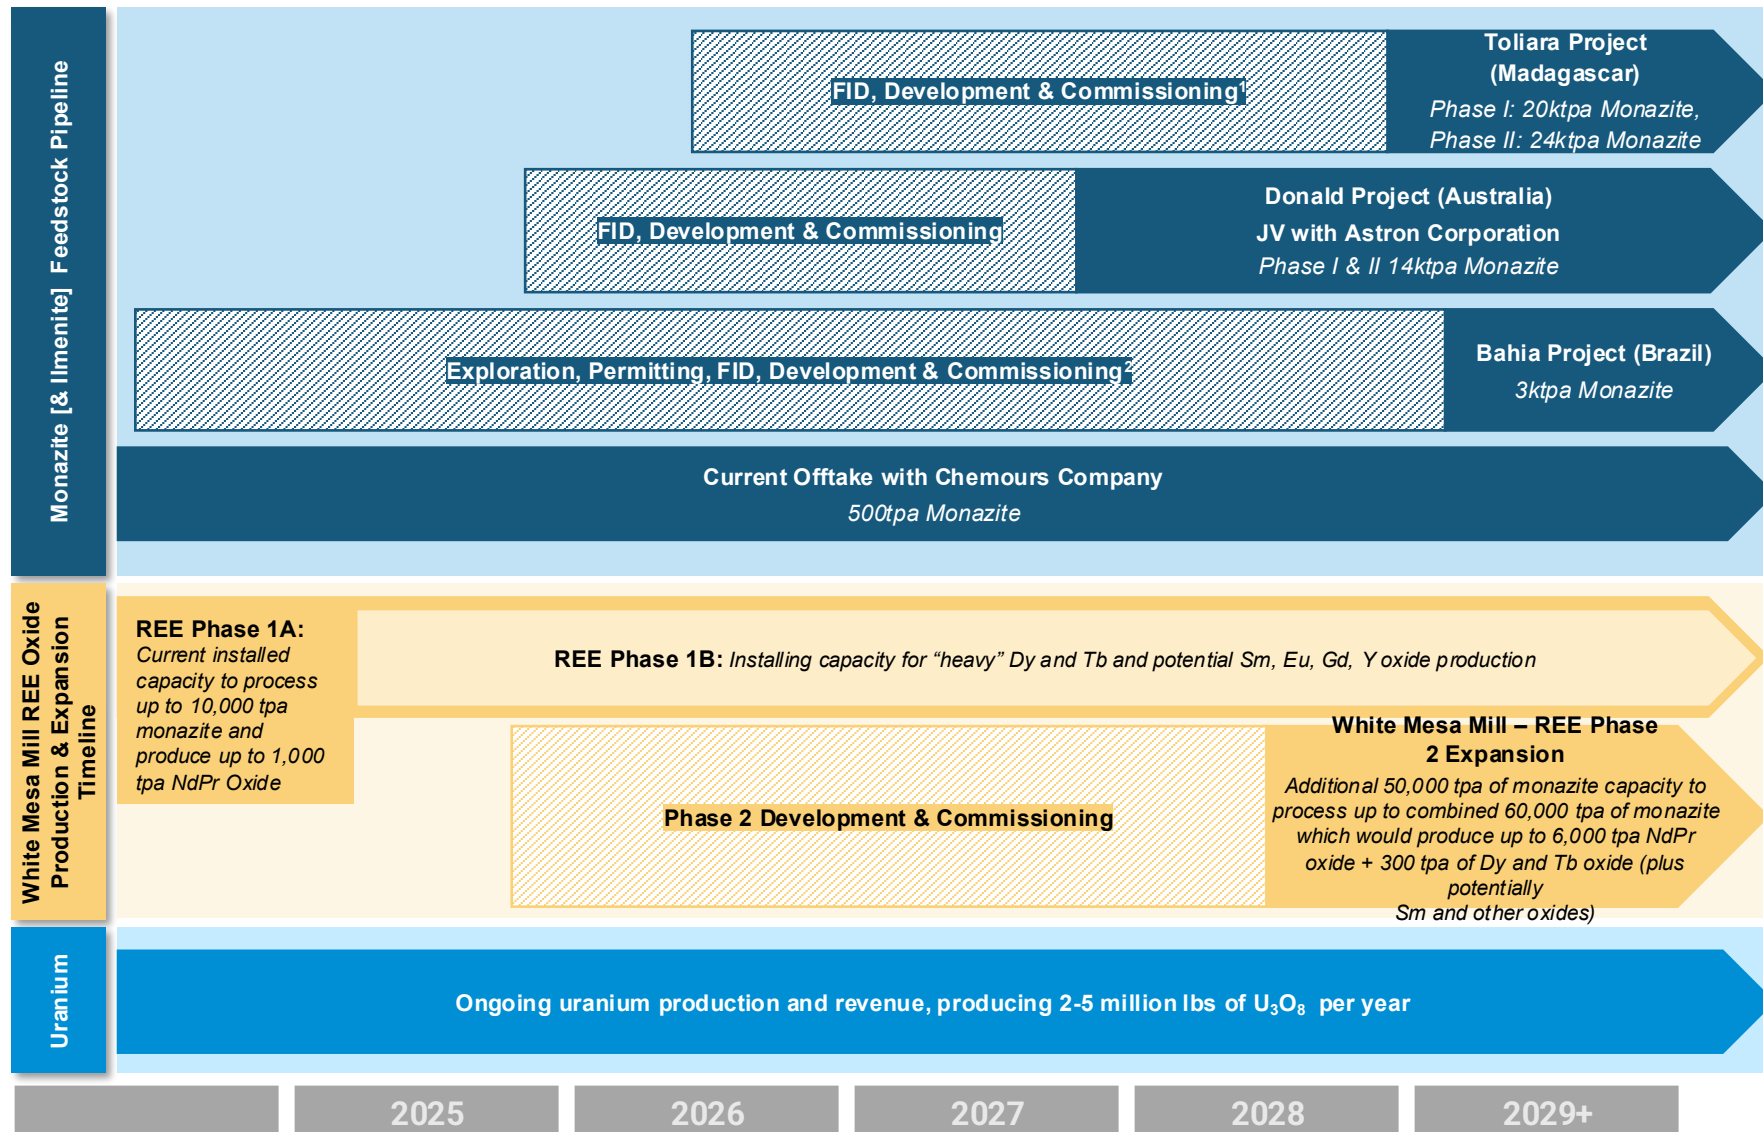 Monazite [& Ilmenite] Feedstock Pipeline
FID, Development & Commissioning¹
Toliara Project
(Madagascar)
Phase I: 20ktpa Monazite,
Phase II: 24ktpa Monazite
FID, Development & Commissioning
Donald Project (Australia)
JV with Astron Corporation
Phase I & II 14ktpa Monazite
Exploration, Permitting, FID, Development & Commissioning²
Bahia Project (Brazil)
3ktpa Monazite
Current Offtake with Chemours Company
500tpa Monazite
White Mesa Mill REE Oxide
Production & Expansion
Timeline
REE Phase 1A:
Current installed
capacity to process
up to 10,000 tpa
monazite and
produce up to 1,000
tpa NdPr Oxide
REE Phase 1B: Installing capacity for “heavy” Dy and Tb and potential Sm, Eu, Gd, Y oxide production
Phase 2 Development & Commissioning
White Mesa Mill – REE Phase
2 Expansion
Additional 50,000 tpa of monazite capacity to
process up to combined 60,000 tpa of monazite
which would produce up to 6,000 tpa NdPr
oxide + 300 tpa of Dy and Tb oxide (plus
potentially
Sm and other oxides)
Uranium
Ongoing uranium production and revenue, producing 2-5 million lbs of U₃O₈ per year
2025
2026
2027
2028
2029+